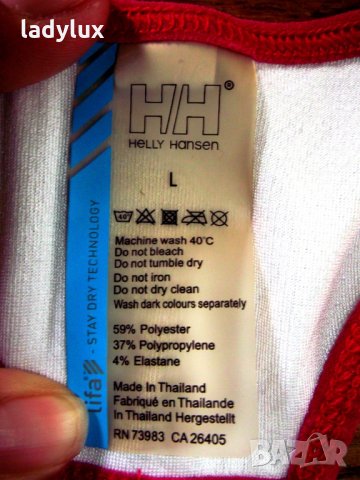 ladylux
H/H®
Helly Hansen
L
40
Machine wash 40°C
Do not bleach
Do not tumble dry
Do not iron
Do not dry clean
Wash dark colours separately
59% Polyester
37% Polypropylene
4% Elastane
Made In Thailand
Fabriqué en Thailande
In Thailand Hergestellt
RN 73983 CA 26405
lifa - STAY DRY TECHNOLOGY
BAZAR